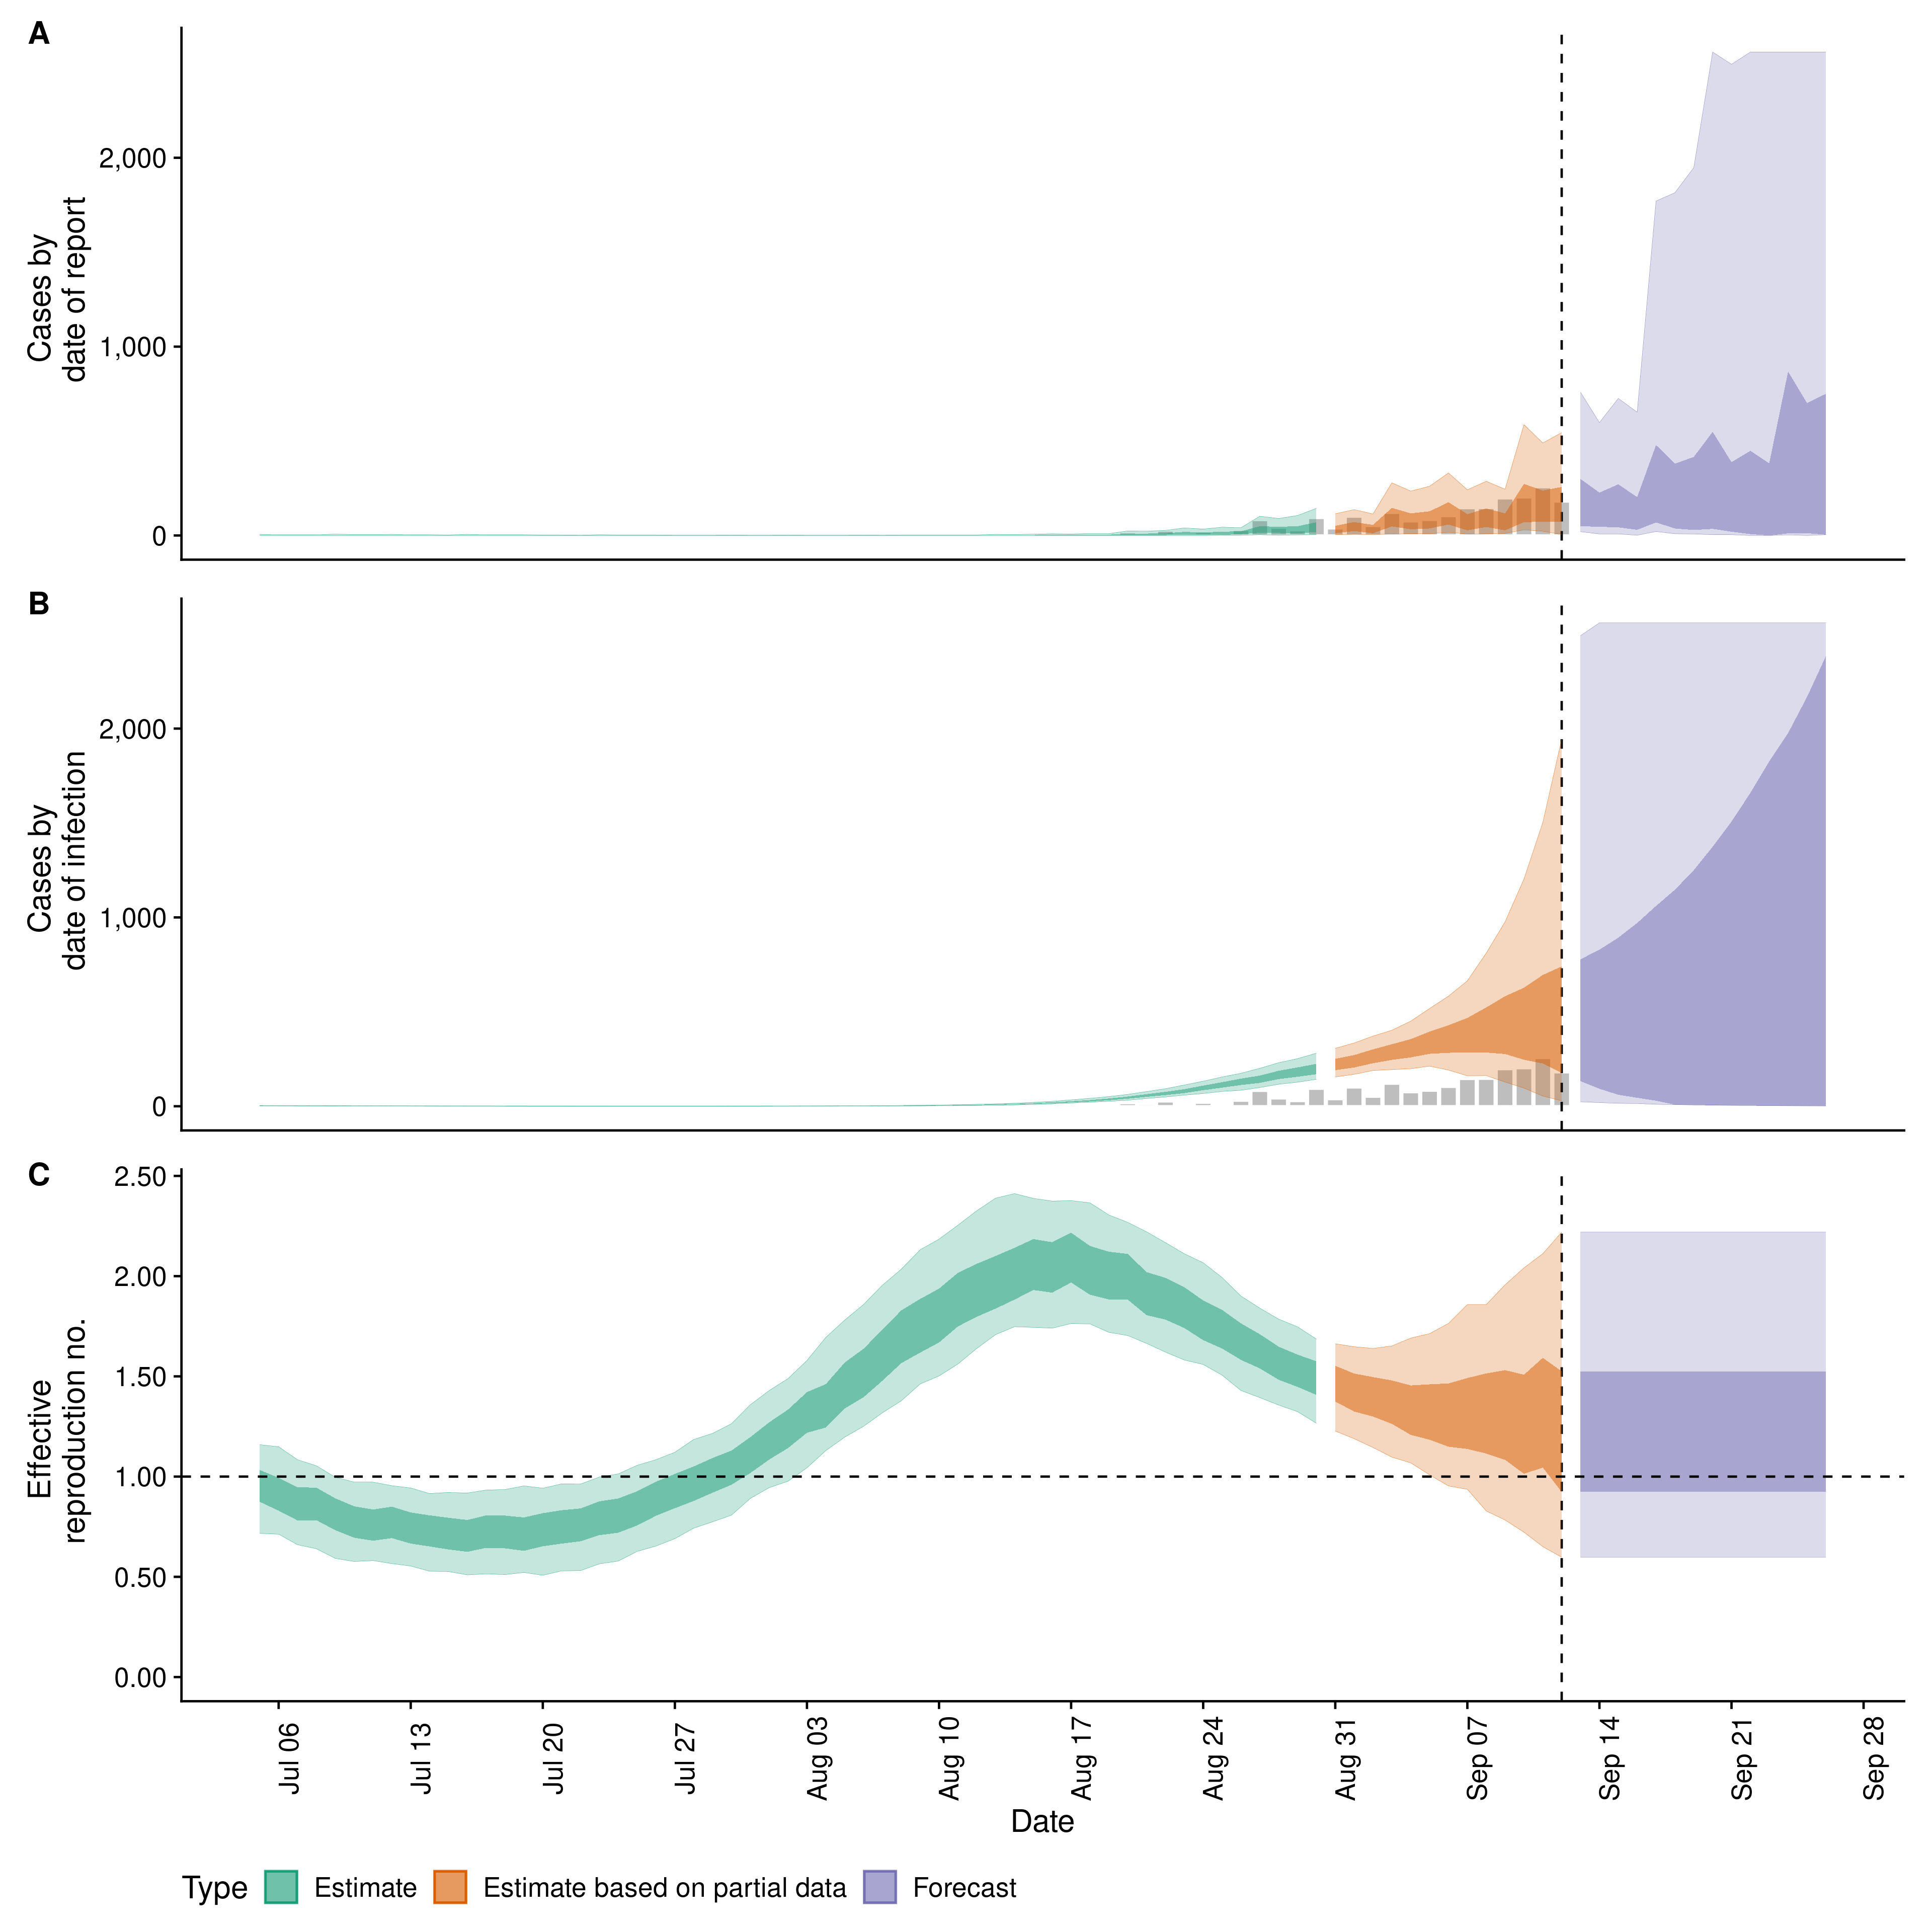 A
Cases by
date of report
2,000
1,000
0
B
Cases by
date of infection
2,000
1,000
0
C
Effective
reproduction no.
2.50
2.00
1.50
1.00
0.50
0.00
Jul 06
Jul 13
Jul 20
Jul 27
Aug 03
Aug 10
Aug 17
Aug 24
Aug 31
Sep 07
Sep 14
Sep 21
Sep 28
Date
Type Estimate Estimate based on partial data Forecast